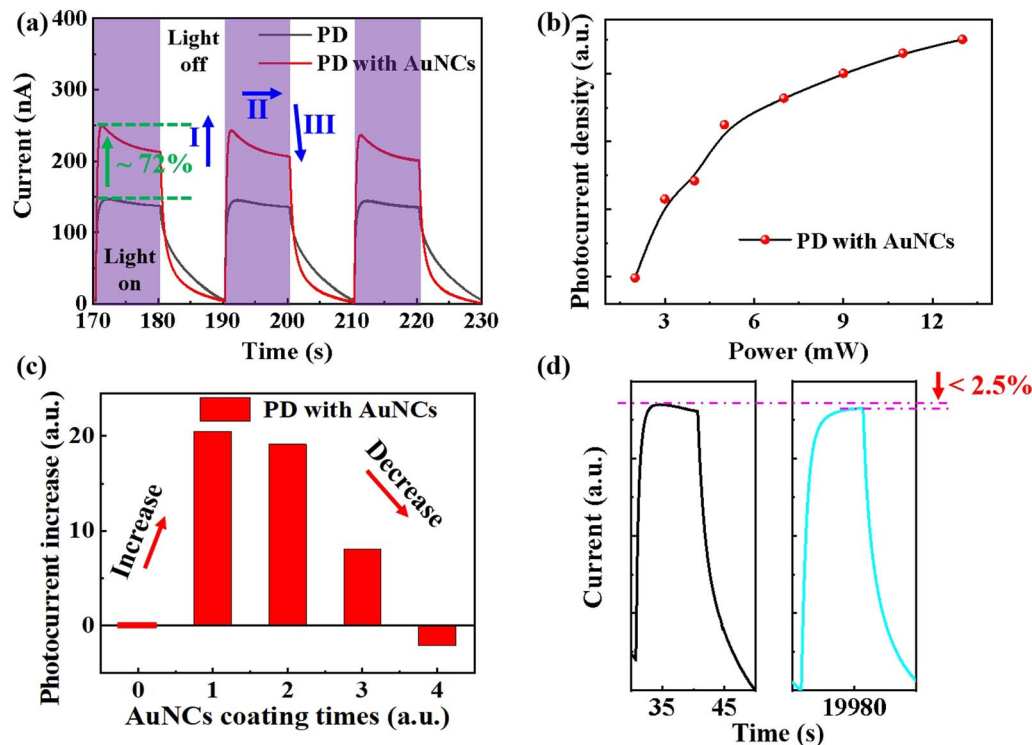 (a)
400
300
200
100
0
Current (nA)
Light
off
PD
PD with AuNCs
I
II
III
~ 72%
Light
on
170 180 190 200 210 220 230
Time (s)
(b)
Photocurrent density (a.u.)
PD with AuNCs
3 6 9 12
Power (mW)
(c)
PD with AuNCs
20
10
0
Photocurrent increase (a.u.)
Increase
Decrease
0 1 2 3 4
AuNCs coating times (a.u.)
(d)
< 2.5%
Current (a.u.)
35 45 19980
Time (s)